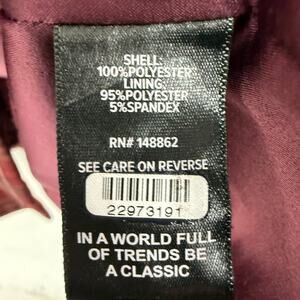 SHELL:
100%POLYESTER
LINING:
95%POLYESTER
5%SPANDEX
RN# 148862
SEE CARE ON REVERSE
22973191
IN A WORLD FULL
OF TRENDS BE
A CLASSIC